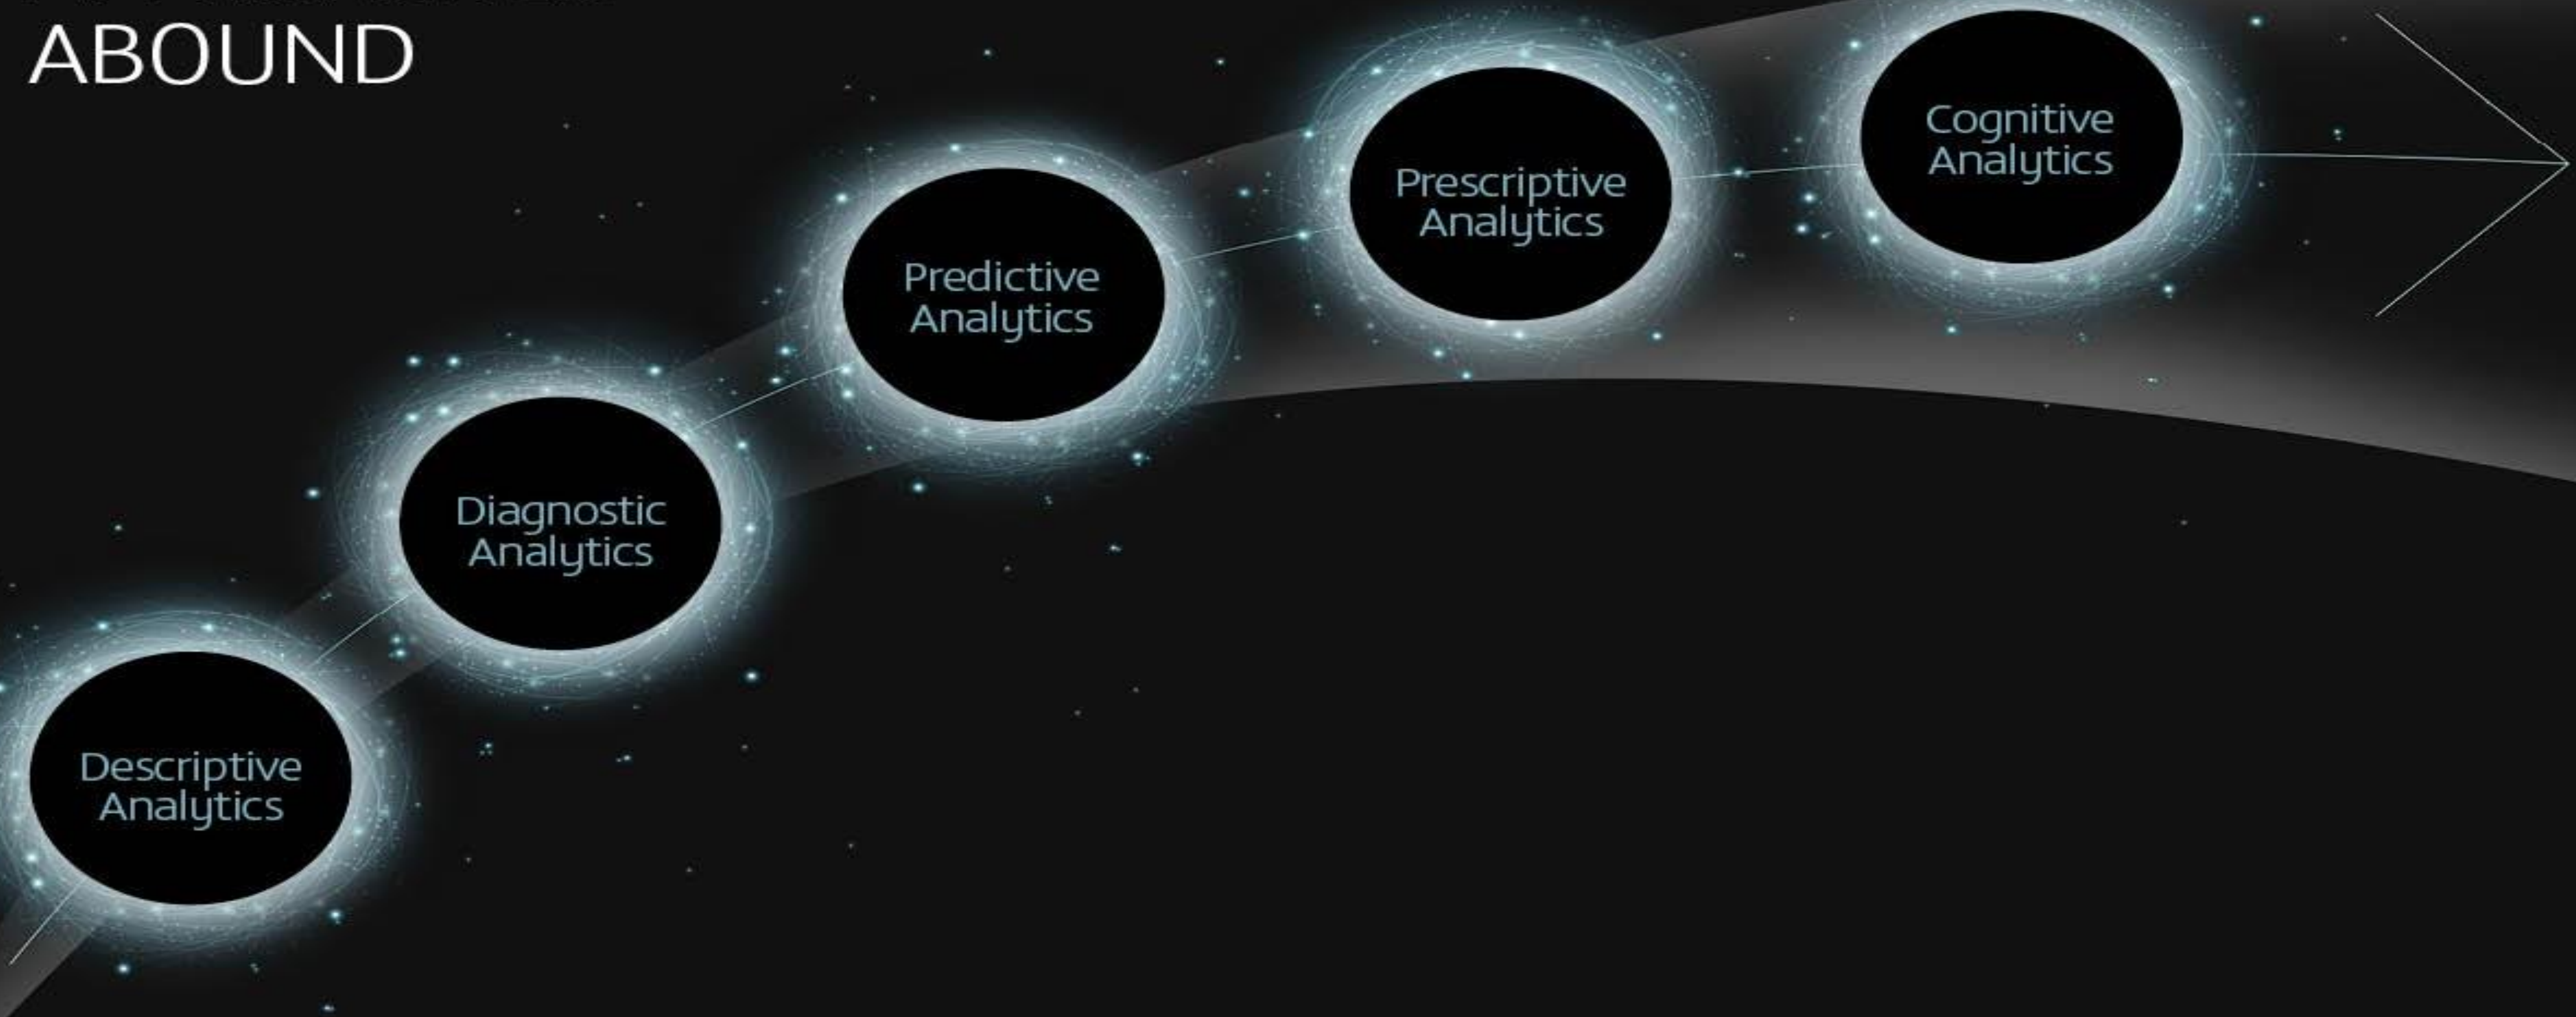 ABOUND
Descriptive
Analytics
Diagnostic
Analytics
Predictive
Analytics
Prescriptive
Analytics
Cognitive
Analytics